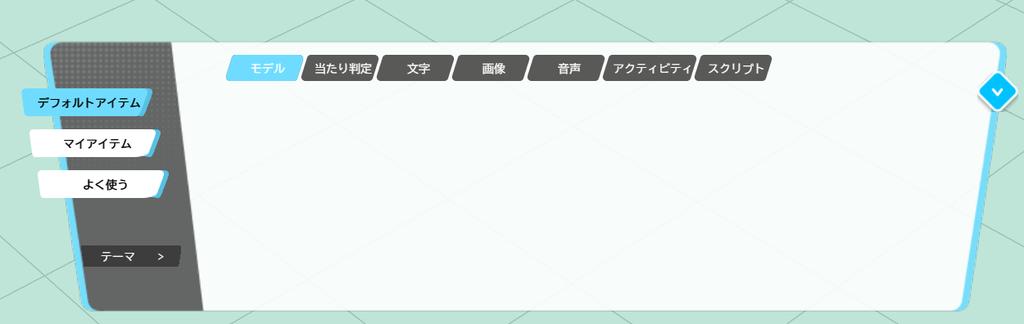 モデル
当たり判定
文字
画像
音声
アクティビティ
スクリプト
デフォルトアイテム
マイアイテム
よく使う
テーマ >